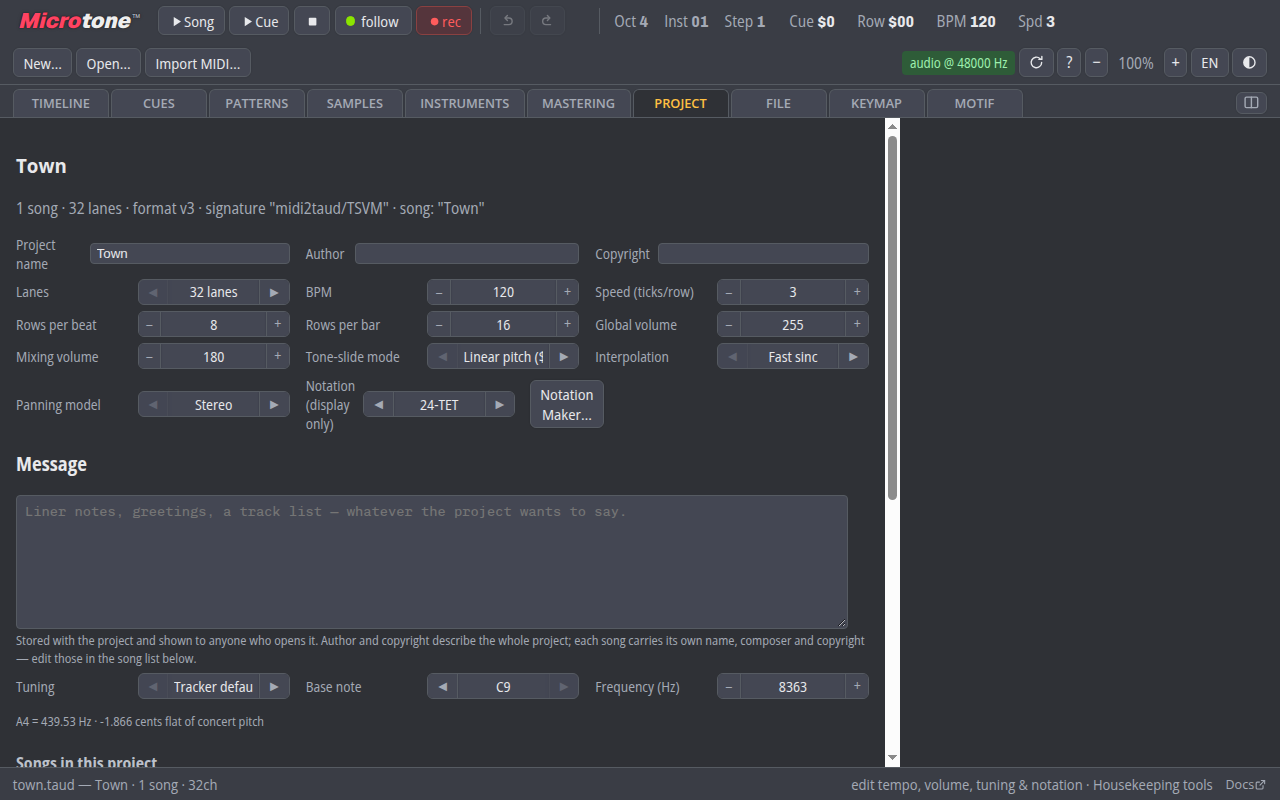 Microtone™ Song Cue follow rec Oct 4 Inst 01 Step 1 Cue $0 Row $00 BPM 120 Spd 3
New... Open... Import MIDI... audio @ 48000 Hz ? − 100% + EN
TIMELINE CUES PATTERNS SAMPLES INSTRUMENTS MASTERING PROJECT FILE KEYMAP MOTIF
Town
1 song · 32 lanes · format v3 · signature "midi2taud/TSVM" · song: "Town"
Project name Town Author Copyright
Lanes 32 lanes BPM − 120 + Speed (ticks/row) − 3 +
Rows per beat − 8 + Rows per bar − 16 + Global volume − 255 +
Mixing volume − 180 + Tone-slide mode Linear pitch ($ Interpolation Fast sinc
Panning model Stereo Notation (display only) 24-TET Notation Maker...
Message
Liner notes, greetings, a track list — whatever the project wants to say.
Stored with the project and shown to anyone who opens it. Author and copyright describe the whole project; each song carries its own name, composer and copyright
— edit those in the song list below.
Tuning Tracker defau Base note C9 Frequency (Hz) − 8363 +
A4 = 439.53 Hz · -1.866 cents flat of concert pitch
Songs in this project
town.taud — Town · 1 song · 32ch edit tempo, volume, tuning & notation · Housekeeping tools Docs